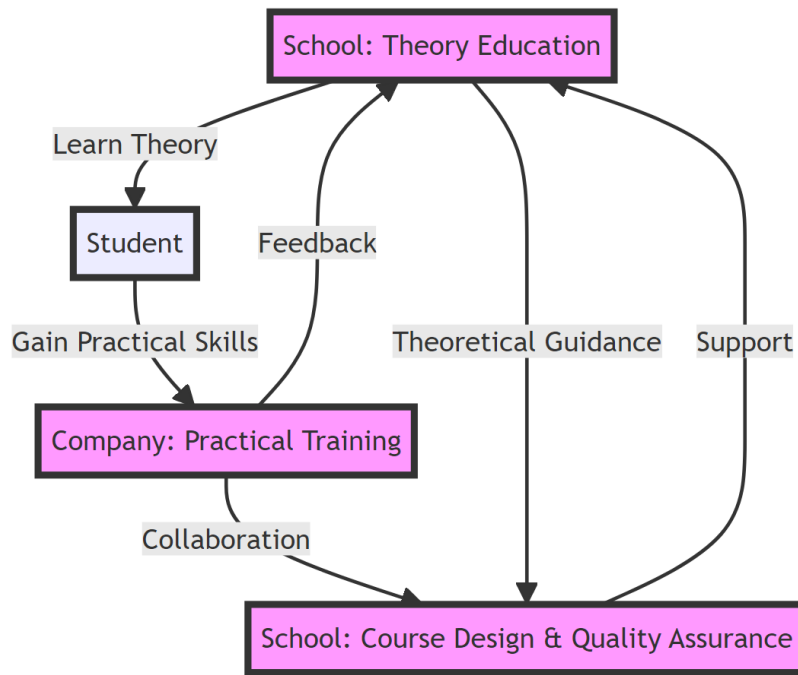 School: Theory Education
Learn Theory
Student
Feedback
Gain Practical Skills
Theoretical Guidance
Support
Company: Practical Training
Collaboration
School: Course Design & Quality Assurance